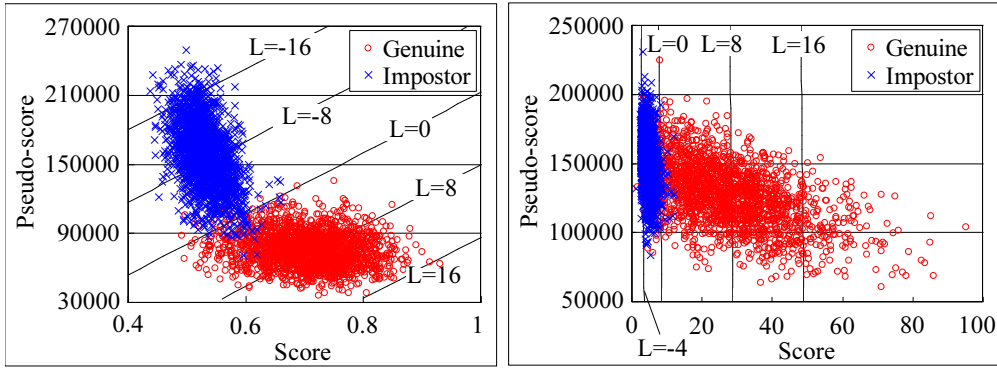 270000
210000
150000
90000
30000
Pseudo-score
L=-16
L=-8
L=0
L=8
L=16
Genuine
Impostor
0.4
0.6
0.8
1
Score
250000
200000
150000
100000
50000
Pseudo-score
L=0
L=8
L=16
Genuine
Impostor
0
20
40
60
80
100
L=-4
Score